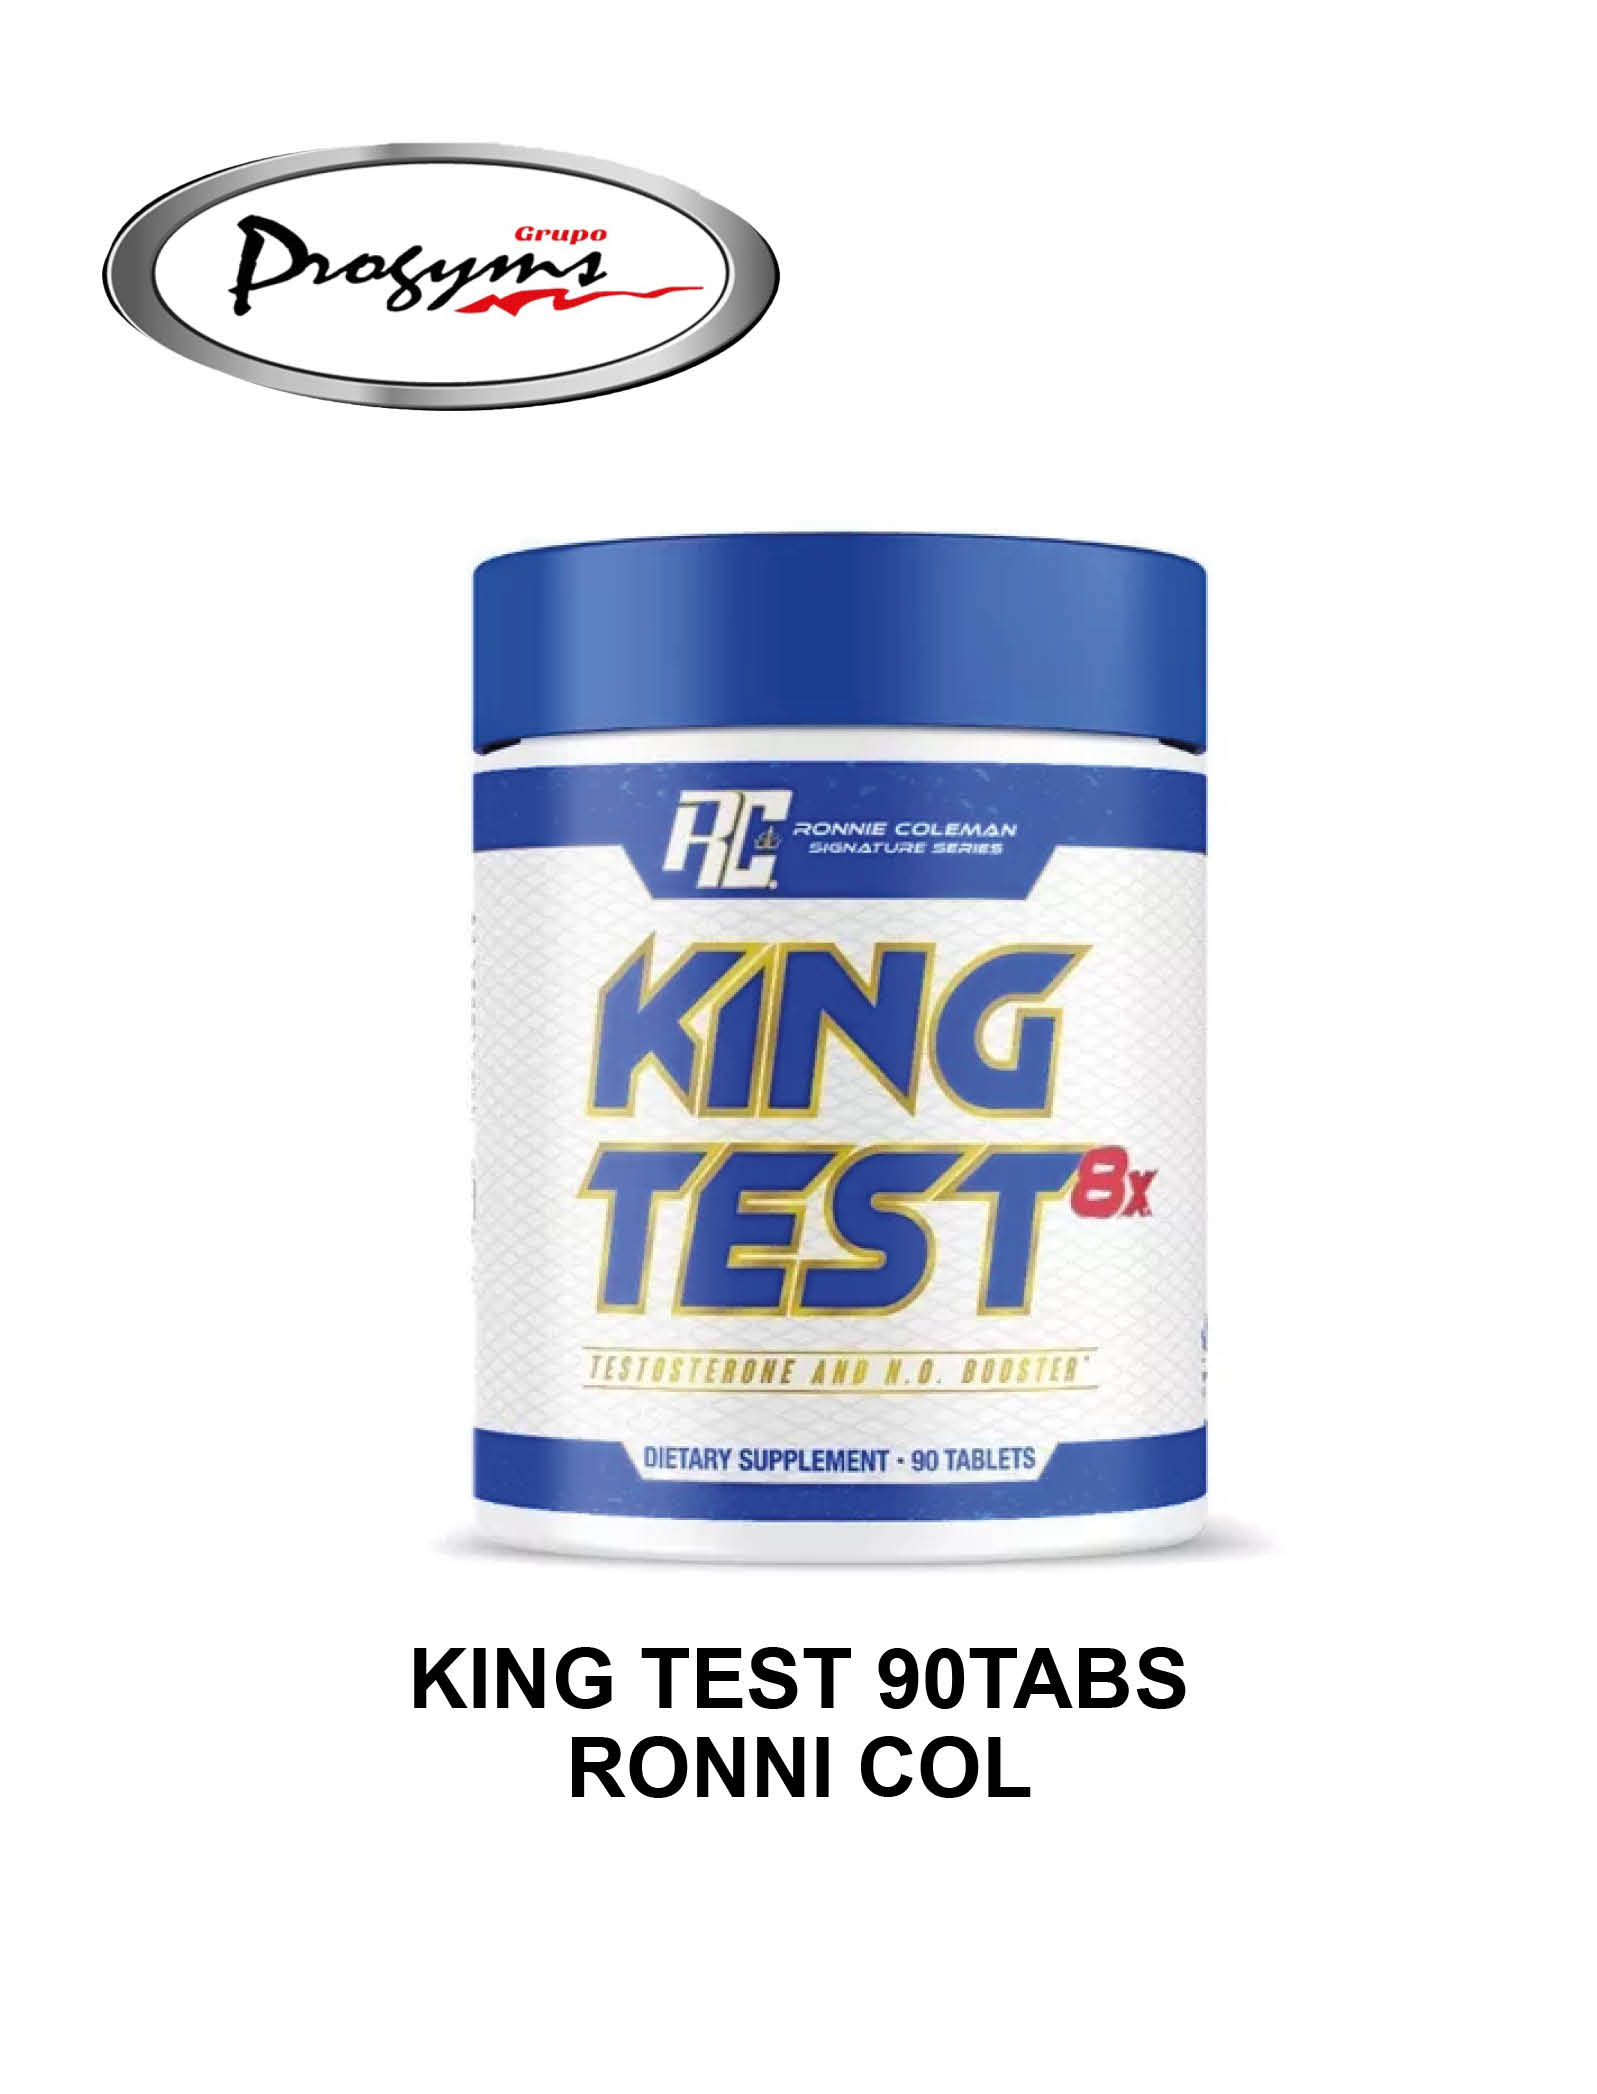 Grupo
Progyms
RC RONNIE COLEMAN
SIGNATURE SERIES
KING
TEST 8x
TESTOSTERONE AND N.O. BOOSTER*
DIETARY SUPPLEMENT • 90 TABLETS
KING TEST 90TABS
RONNI COL